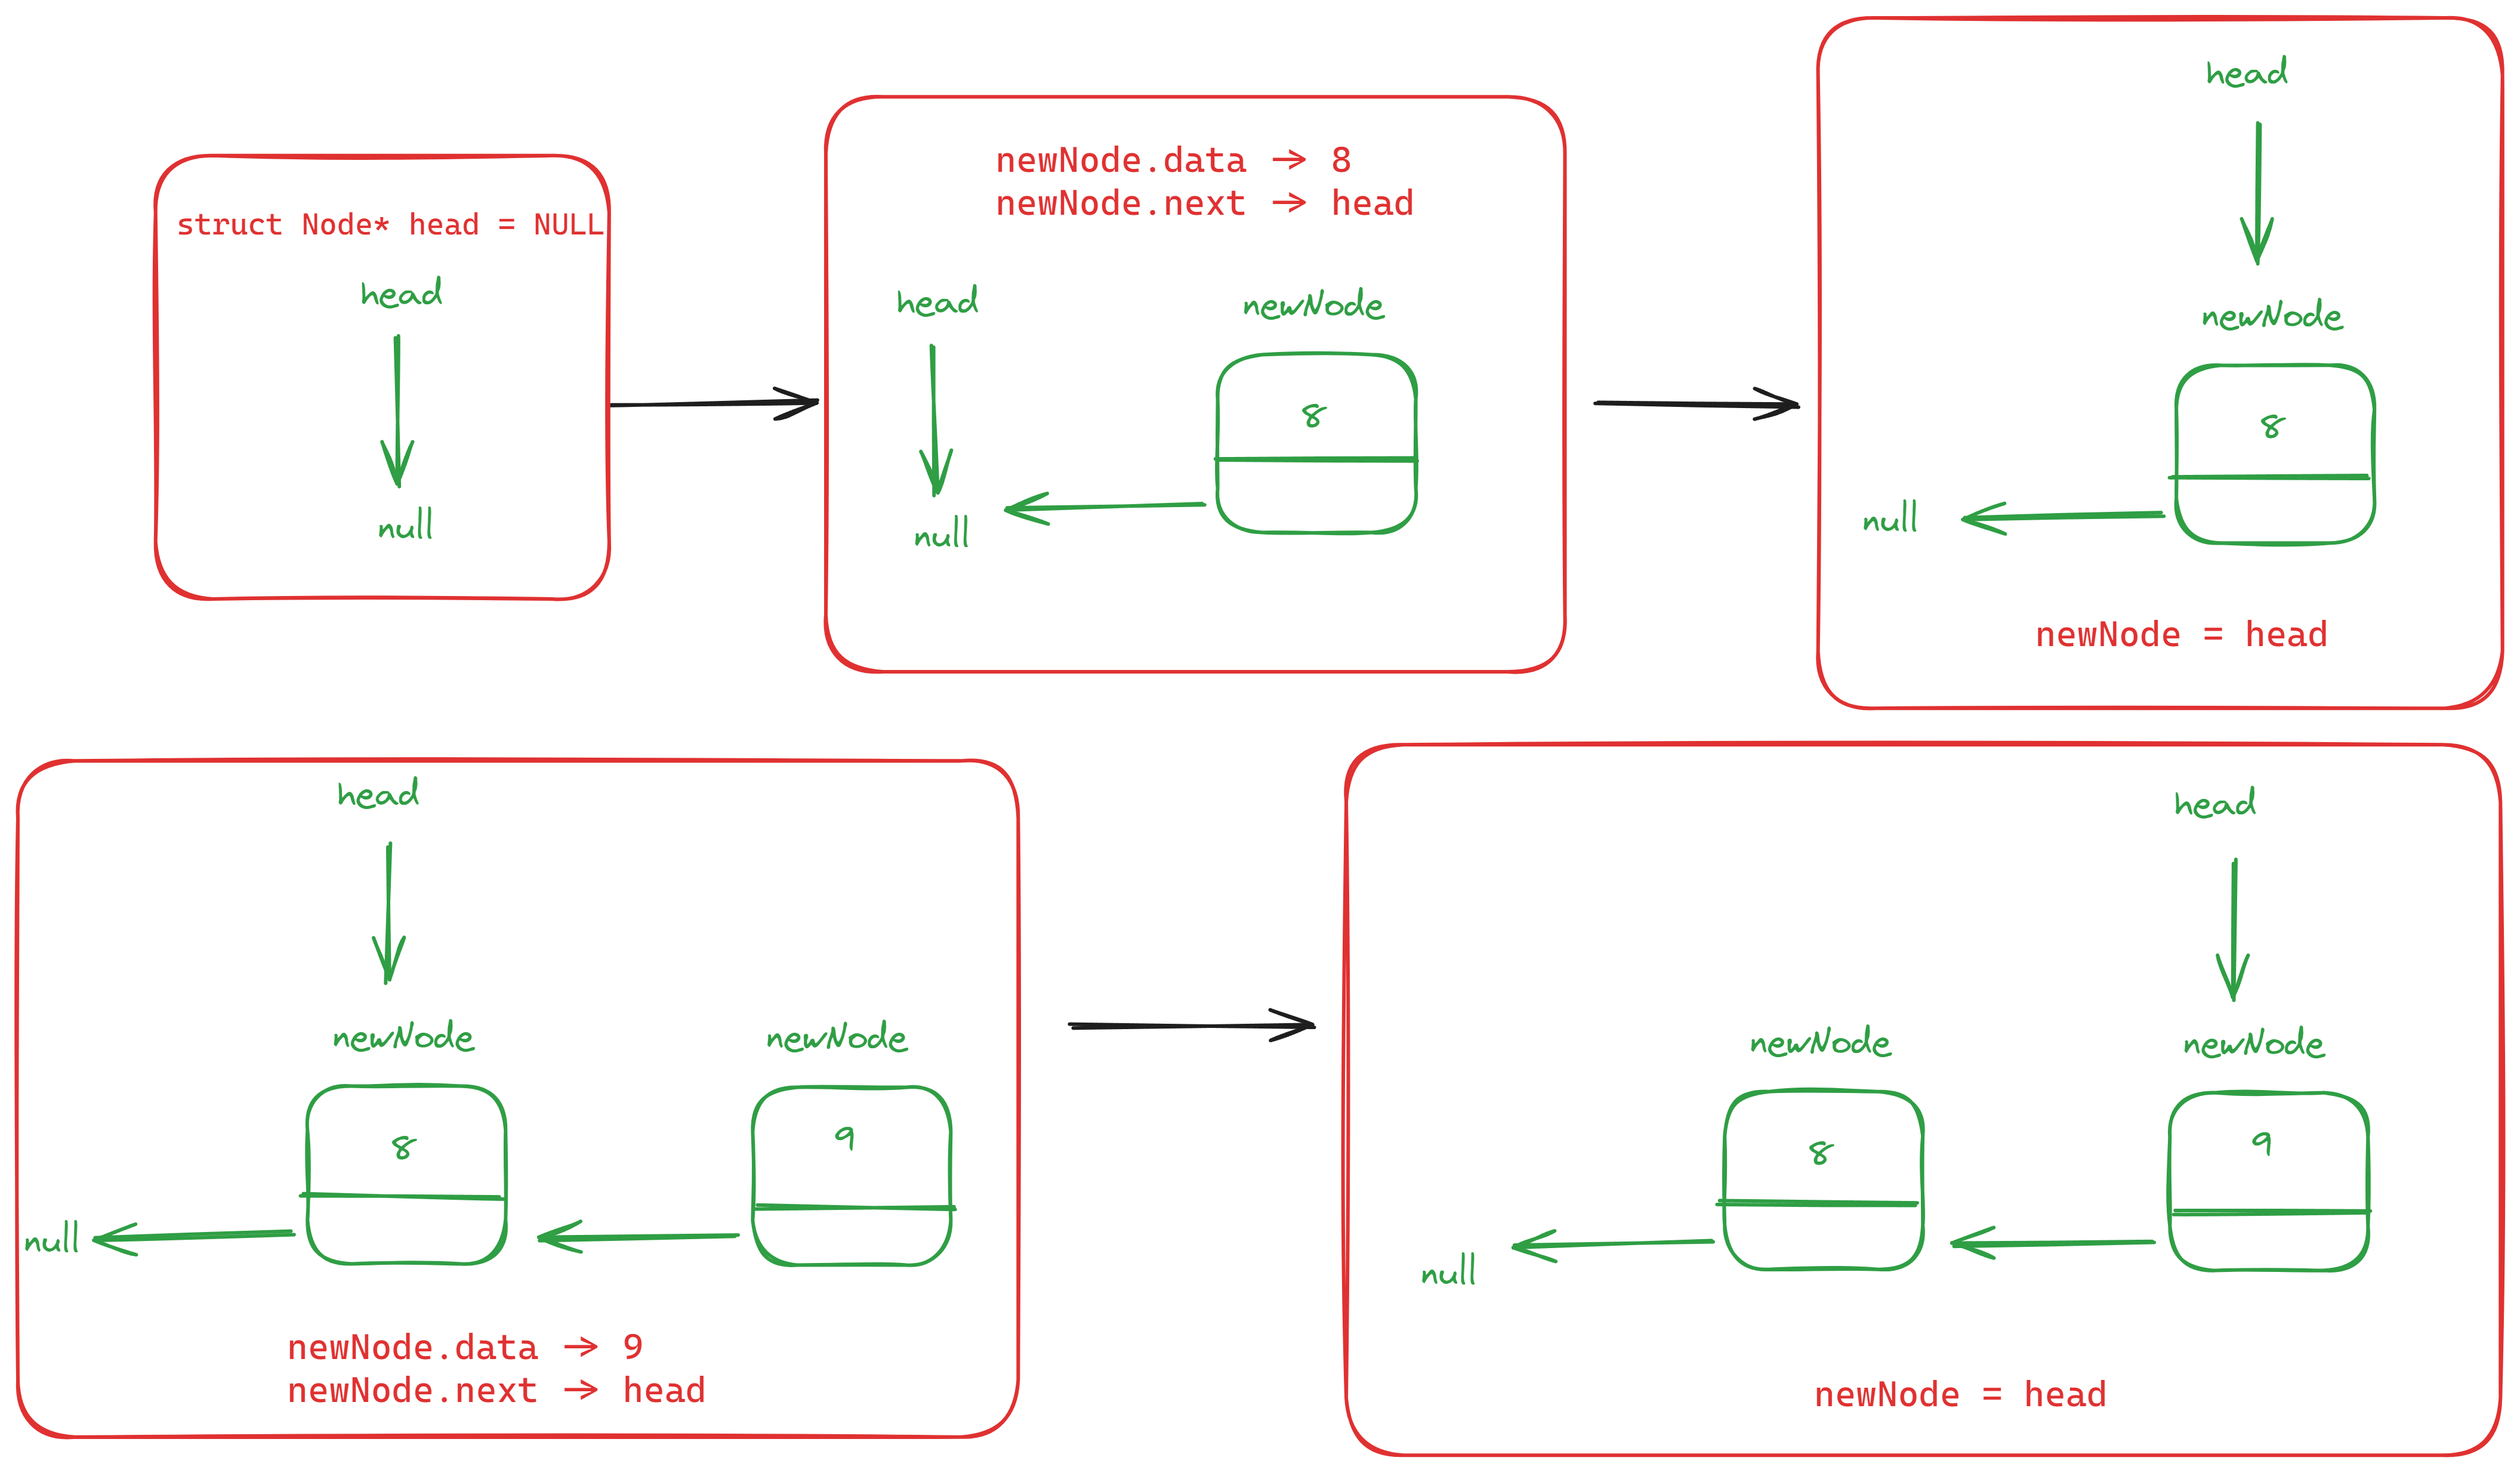 struct Node* head = NULL
head
null
newNode.data -> 8
newNode.next -> head
head
newNode
8
null
head
newNode
8
null
newNode = head
head
newNode
newNode
8
9
null
newNode.data -> 9
newNode.next -> head
head
newNode
newNode
8
9
null
newNode = head